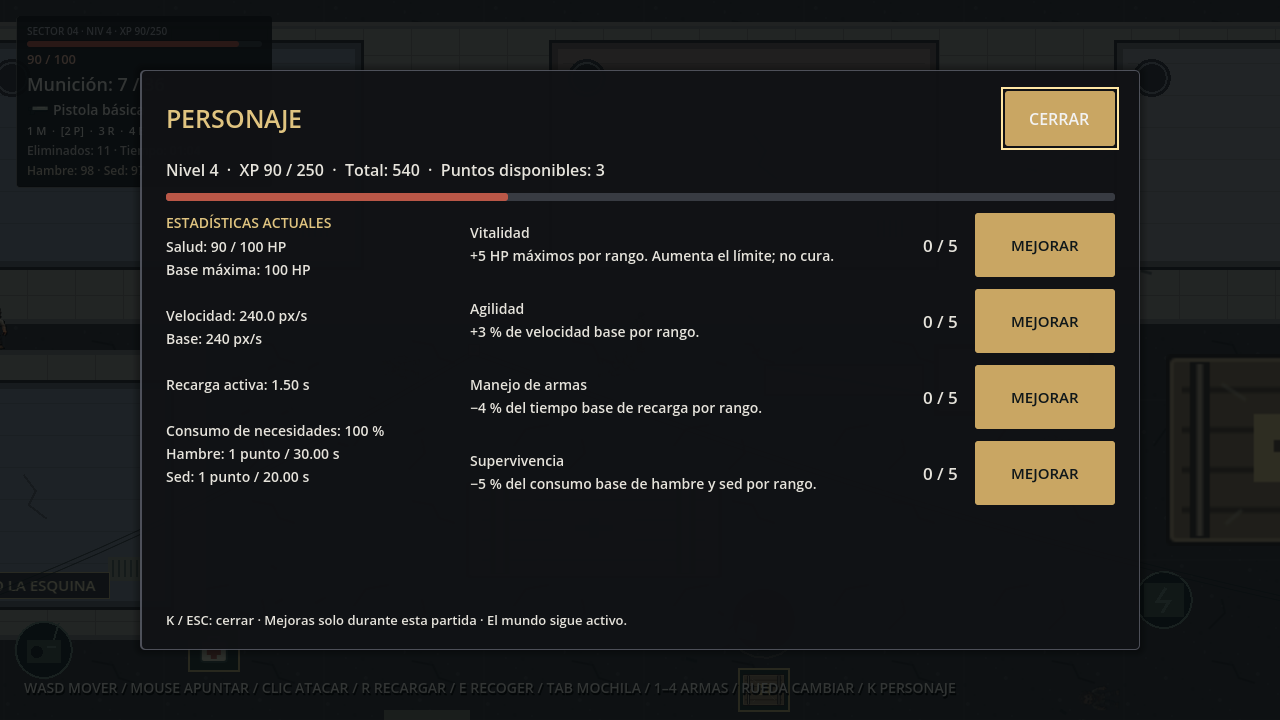 SECTOR 04 · NIV 4 · XP 90/250
90 / 100
Munición: 7 /
Pistola básica
1 M · [2 P] · 3 R · 4
Eliminados: 11 ·
Hambre: 98 · Sed:
PERSONAJE
CERRAR
Nivel 4 · XP 90 / 250 · Total: 540 · Puntos disponibles: 3
ESTADÍSTICAS ACTUALES
Salud: 90 / 100 HP
Base máxima: 100 HP
Velocidad: 240.0 px/s
Base: 240 px/s
Recarga activa: 1.50 s
Consumo de necesidades: 100 %
Hambre: 1 punto / 30.00 s
Sed: 1 punto / 20.00 s
Vitalidad
+5 HP máximos por rango. Aumenta el límite; no cura.
0 / 5
MEJORAR
Agilidad
+3 % de velocidad base por rango.
0 / 5
MEJORAR
Manejo de armas
−4 % del tiempo base de recarga por rango.
0 / 5
MEJORAR
Supervivencia
−5 % del consumo base de hambre y sed por rango.
0 / 5
MEJORAR
LA ESQUINA
K / ESC: cerrar · Mejoras solo durante esta partida · El mundo sigue activo.
WASD MOVER / MOUSE APUNTAR / CLIC ATACAR / R RECARGAR / E RECOGER / TAB MOCHILA / 1–4 ARMAS / RUEDA CAMBIAR / K PERSONAJE